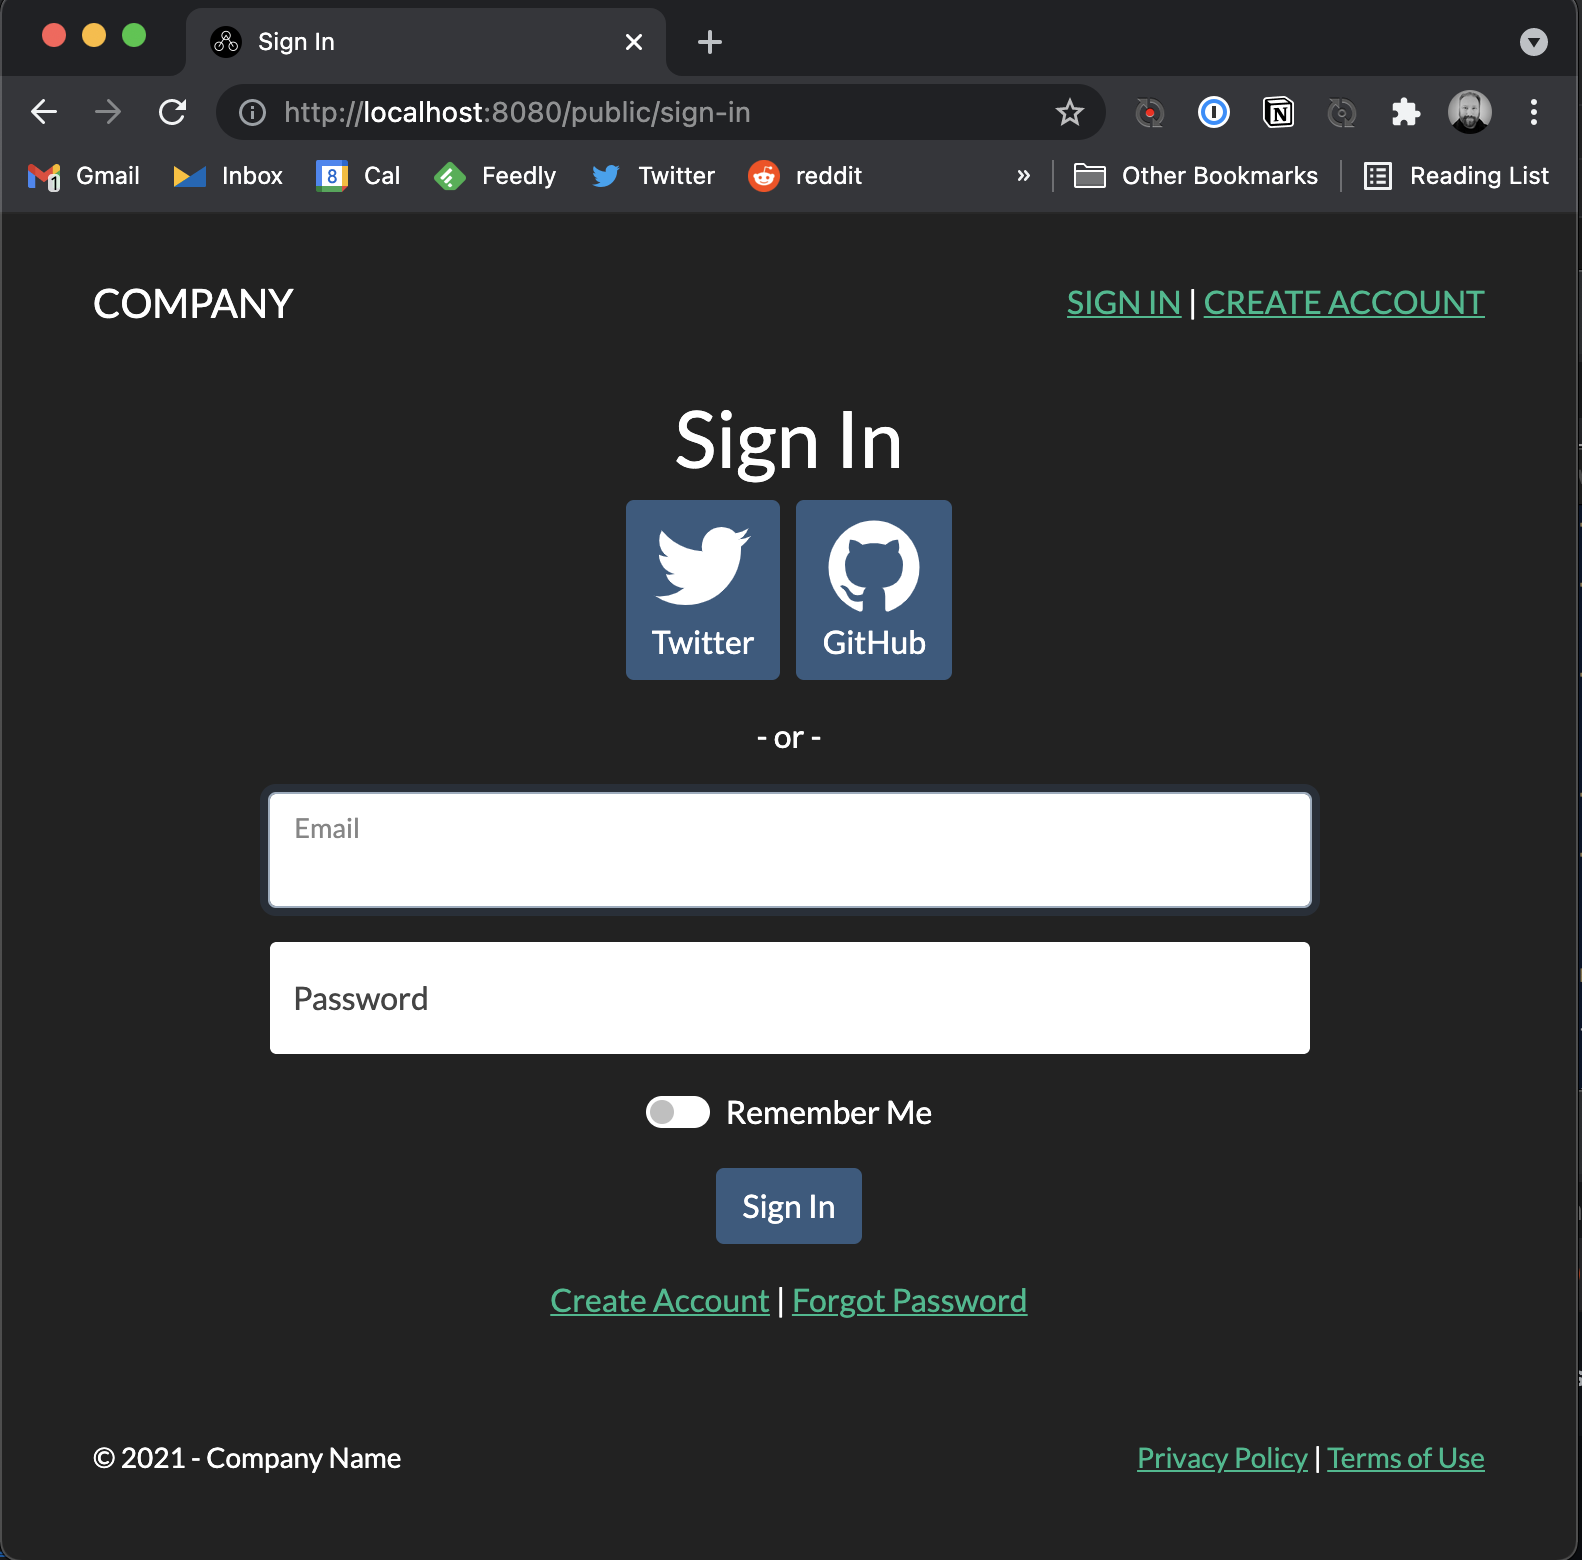 Sign In
http://localhost:8080/public/sign-in
1 Gmail Inbox 8 Cal Feedly Twitter reddit » Other Bookmarks Reading List
COMPANY SIGN IN | CREATE ACCOUNT
Sign In
Twitter GitHub
- or -
Email
Password
Remember Me
Sign In
Create Account | Forgot Password
© 2021 - Company Name Privacy Policy | Terms of Use